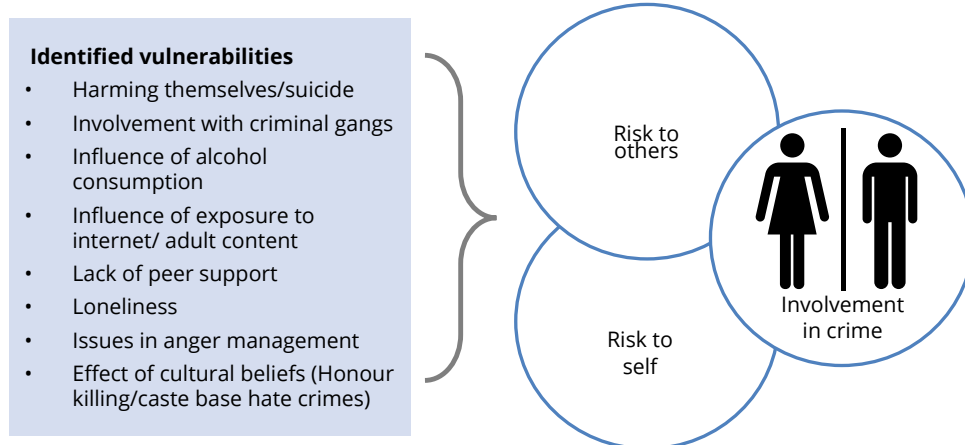 Identified vulnerabilities
• Harming themselves/suicide
• Involvement with criminal gangs
• Influence of alcohol
consumption
• Influence of exposure to
internet/ adult content
• Lack of peer support
• Loneliness
• Issues in anger management
• Effect of cultural beliefs (Honour
killing/caste base hate crimes)
Risk to
others
Involvement
in crime
Risk to
self